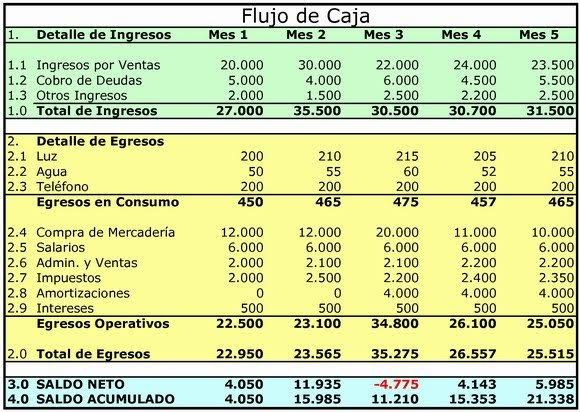 Flujo de Caja
1. Detalle de Ingresos Mes 1 Mes 2 Mes 3 Mes 4 Mes 5
1.1 Ingresos por Ventas 20.000 30.000 22.000 24.000 23.500
1.2 Cobro de Deudas 5.000 4.000 6.000 4.500 5.500
1.3 Otros Ingresos 2.000 1.500 2.500 2.200 2.500
1.0 Total de Ingresos 27.000 35.500 30.500 30.700 31.500
2. Detalle de Egresos
2.1 Luz 200 210 215 205 210
2.2 Agua 50 55 60 52 55
2.3 Teléfono 200 200 200 200 200
Egresos en Consumo 450 465 475 457 465
2.4 Compra de Mercadería 12.000 12.000 20.000 11.000 10.000
2.5 Salarios 6.000 6.000 6.000 6.000 6.000
2.6 Admin. y Ventas 2.000 2.100 2.100 2.200 2.200
2.7 Impuestos 2.000 2.500 2.200 2.400 2.350
2.8 Amortizaciones 0 0 4.000 4.000 4.000
2.9 Intereses 500 500 500 500 500
Egresos Operativos 22.500 23.100 34.800 26.100 25.050
2.0 Total de Egresos 22.950 23.565 35.275 26.557 25.515
3.0 SALDO NETO 4.050 11.935 -4.775 4.143 5.985
4.0 SALDO ACUMULADO 4.050 15.985 11.210 15.353 21.338